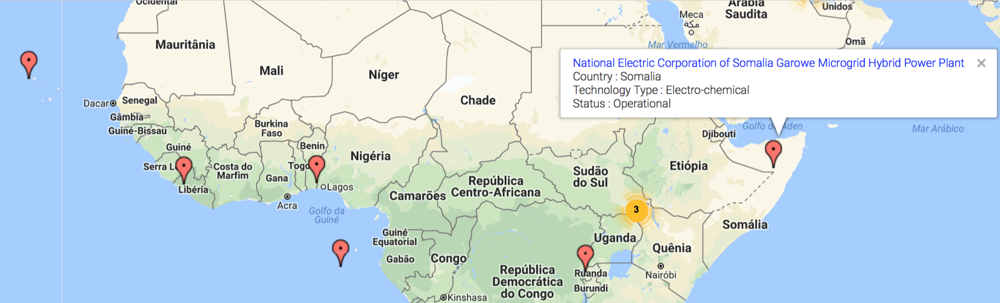 Ocidental
Arábia
Saudita
Unidos
Meca
مكة
Omã
Mar Vermelho
Mauritânia
Mali
Níger
Chade
National Electric Corporation of Somalia Garowe Microgrid Hybrid Power Plant
Country : Somalia
Technology Type : Electro-chemical
Status : Operational
Dacar
Senegal
Gâmbia
Guiné-Bissau
Burkina
Faso
Golfo d
Aden
Mar Arábico
Djibouti
Guiné
Benin
Nigéria
Etiópia
Serra L
Costa do
Marfim
Togo
Gana
Lagos
Libéria
Acra
Sudão
do Sul
República
Centro-Africana
Camarões
Golfo da
Guiné
3
Somália
Guiné
Equatorial
Uganda
Quênia
Gabão
Congo
República
Democrática
do Congo
Ruanda
Burundi
Nairóbi
Kinshasa